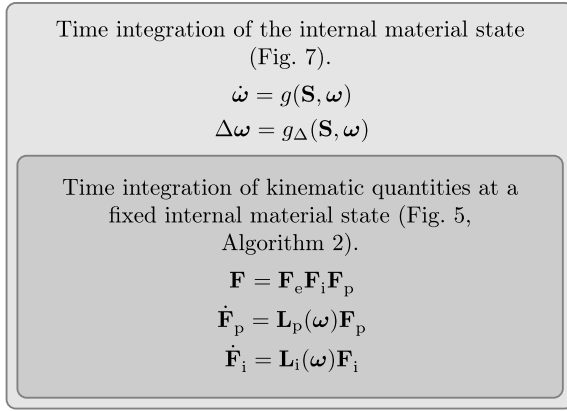 Time integration of the internal material state
(Fig. 7).
ω̇ = g(S, ω)
Δω = g_Δ(S, ω)
Time integration of kinematic quantities at a
fixed internal material state (Fig. 5,
Algorithm 2).
F = F_e F_i F_p
Ḟ_p = L_p(ω)F_p
Ḟ_i = L_i(ω)F_i